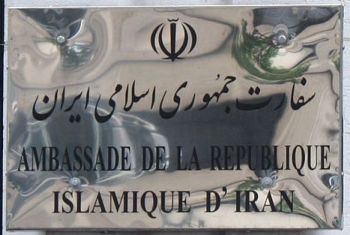 سفارت جمهوری اسلامی ایران
AMBASSADE DE LA REPUBLIQUE
ISLAMIQUE D'IRAN